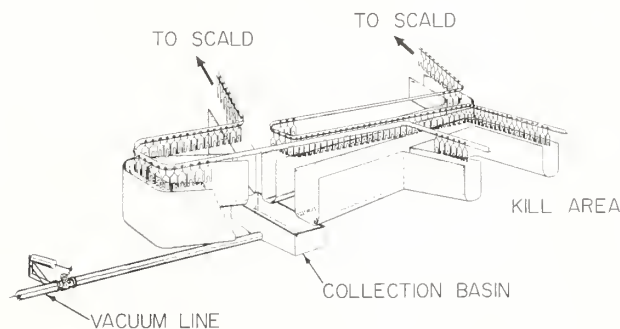 TO SCALD
TO SCALD
KILL AREA
COLLECTION BASIN
VACUUM LINE